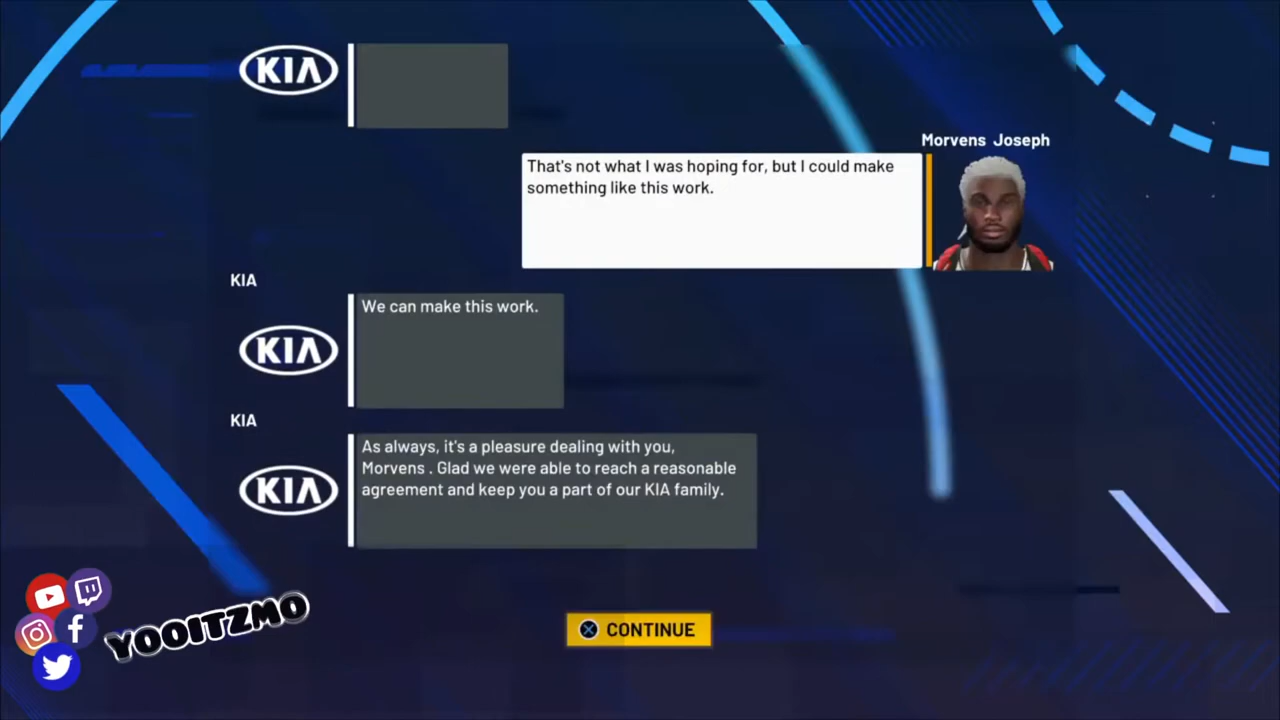 KIA
Morvens Joseph
That's not what I was hoping for, but I could make
something like this work.
KIA
We can make this work.
KIA
KIA
As always, it's a pleasure dealing with you,
Morvens . Glad we were able to reach a reasonable
agreement and keep you a part of our KIA family.
KIA
YOOITZMO
CONTINUE